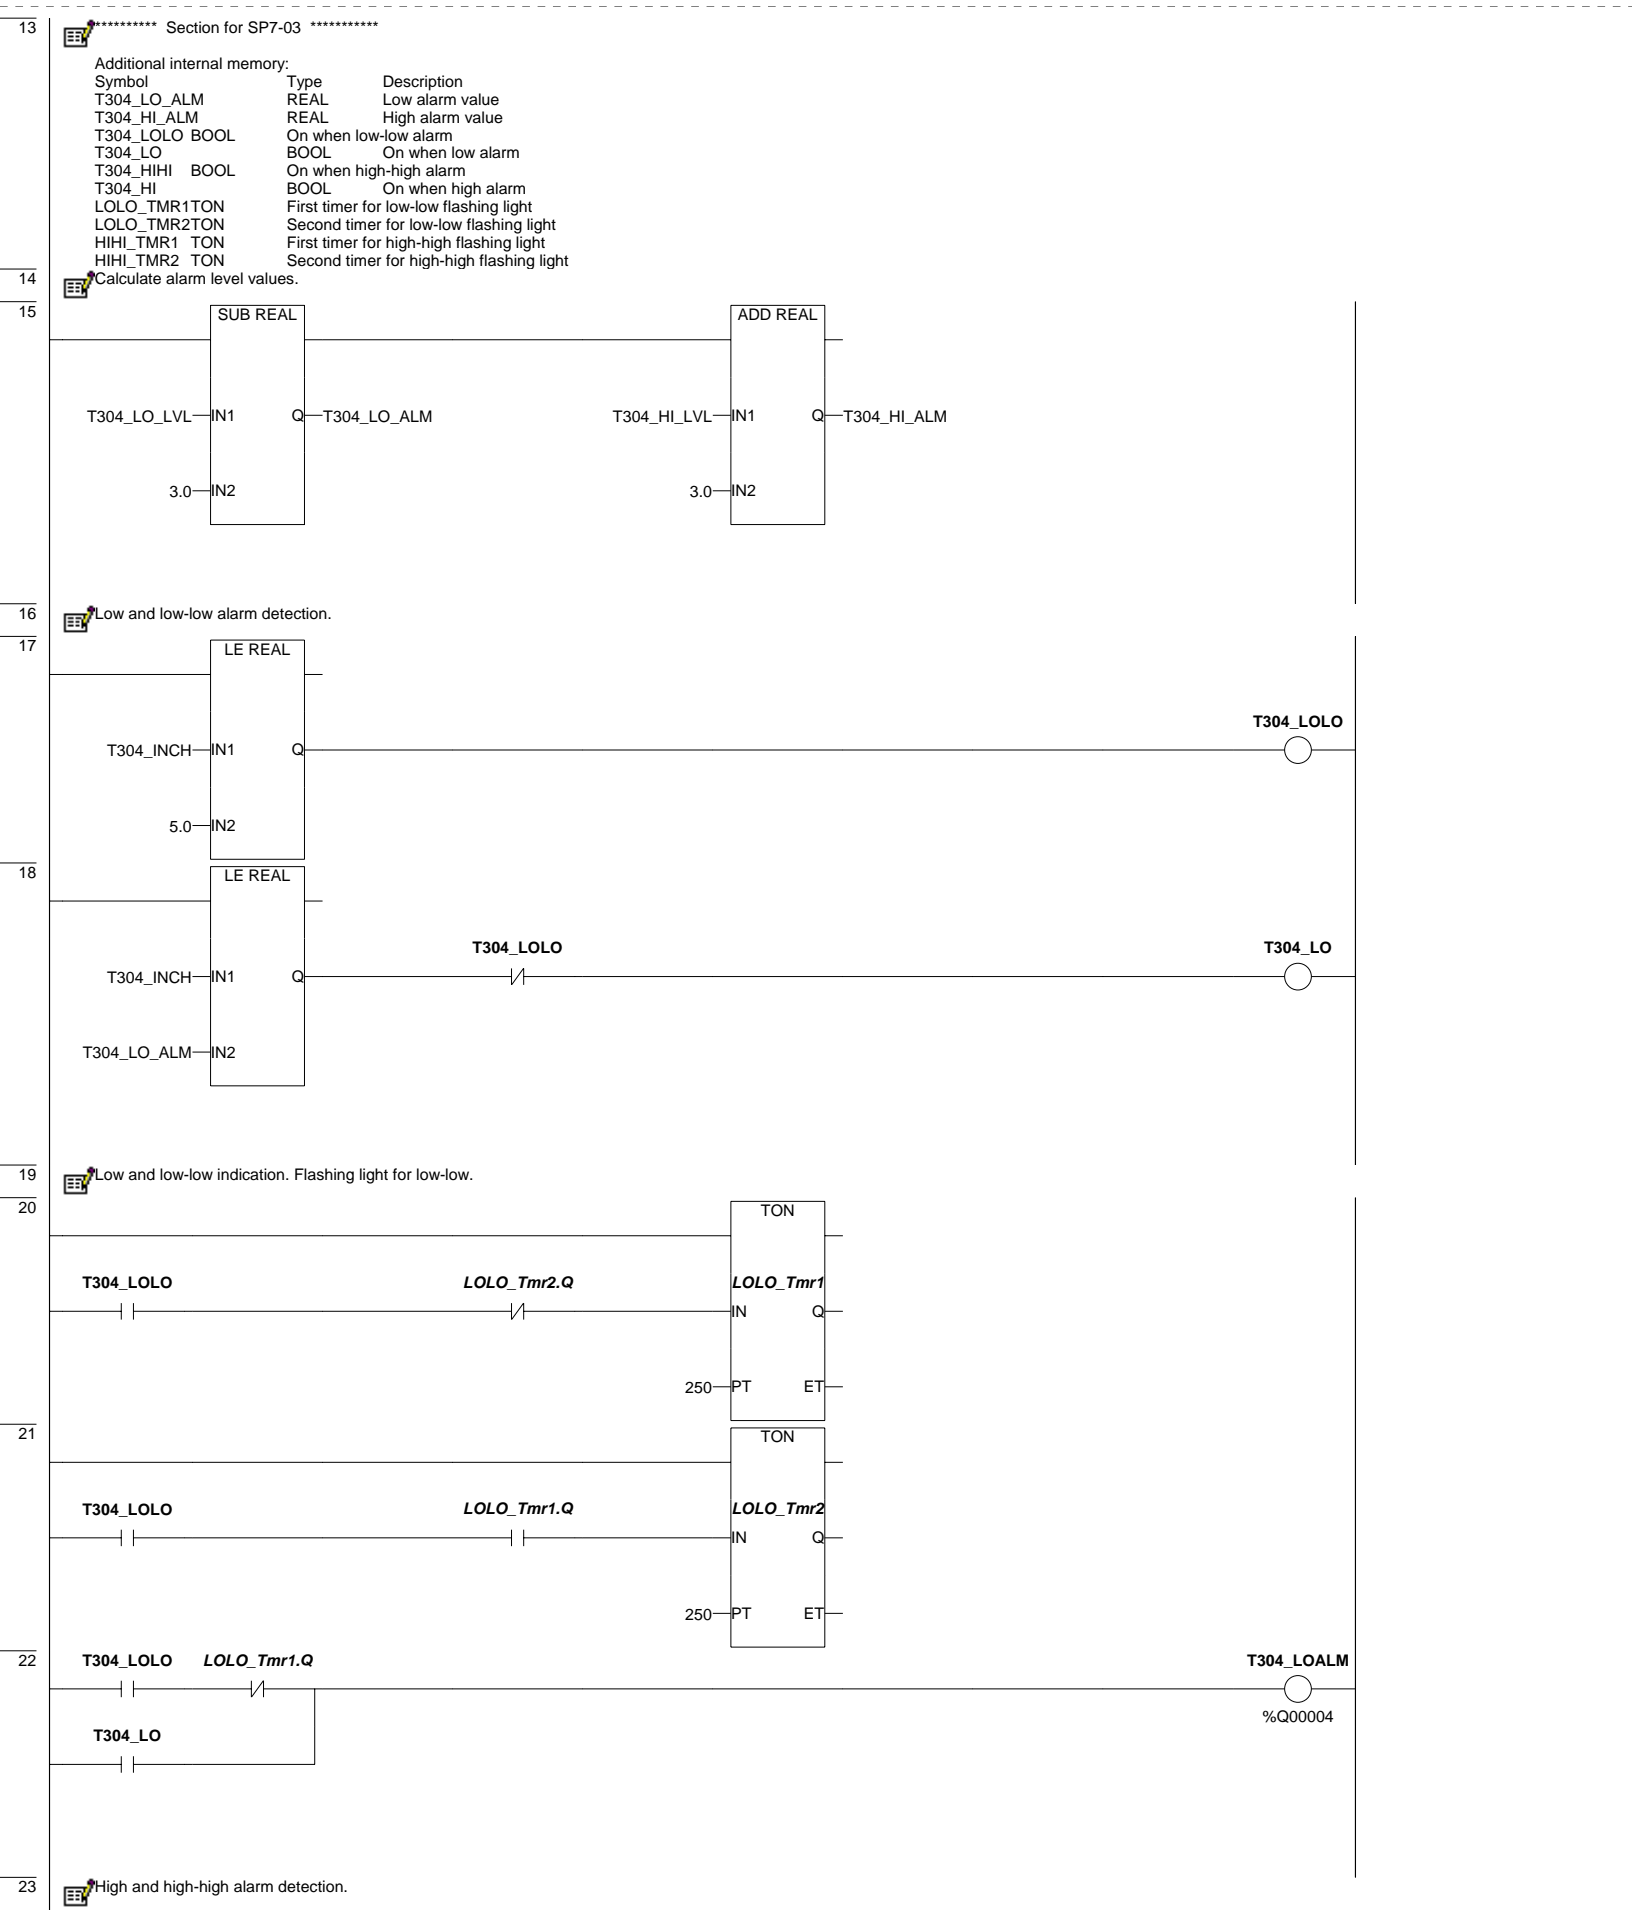 13 ********** Section for SP7-03 ***********
Additional internal memory:
Symbol Type Description
T304_LO_ALM REAL Low alarm value
T304_HI_ALM REAL High alarm value
T304_LOLO BOOL On when low-low alarm
T304_LO BOOL On when low alarm
T304_HIHI BOOL On when high-high alarm
T304_HI BOOL On when high alarm
LOLO_TMR1TON First timer for low-low flashing light
LOLO_TMR2TON Second timer for low-low flashing light
HIHI_TMR1 TON First timer for high-high flashing light
HIHI_TMR2 TON Second timer for high-high flashing light
14 Calculate alarm level values.
15 SUB REAL ADD REAL
T304_LO_LVL IN1 Q T304_LO_ALM T304_HI_LVL IN1 Q T304_HI_ALM
3.0 IN2 3.0 IN2
16 Low and low-low alarm detection.
17 LE REAL
T304_LOLO
T304_INCH IN1 Q
5.0 IN2
18 LE REAL
T304_LOLO T304_LO
T304_INCH IN1 Q
T304_LO_ALM IN2
19 Low and low-low indication. Flashing light for low-low.
20 TON
T304_LOLO LOLO_Tmr2.Q LOLO_Tmr1
IN Q
250 PT ET
21 TON
T304_LOLO LOLO_Tmr1.Q LOLO_Tmr2
IN Q
250 PT ET
22 T304_LOLO LOLO_Tmr1.Q T304_LOALM
%Q00004
T304_LO
23 High and high-high alarm detection.